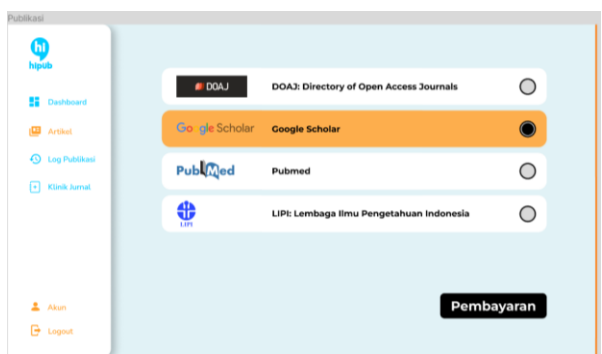 Publikasi
hi
hipub
Dashboard
Artikel
Log Publikasi
Klinik Jurnal
Akun
Logout
DOAJ DOAJ: Directory of Open Access Journals
Google Scholar Google Scholar
PubMed Pubmed
LIPI LIPI: Lembaga Ilmu Pengetahuan Indonesia
Pembayaran